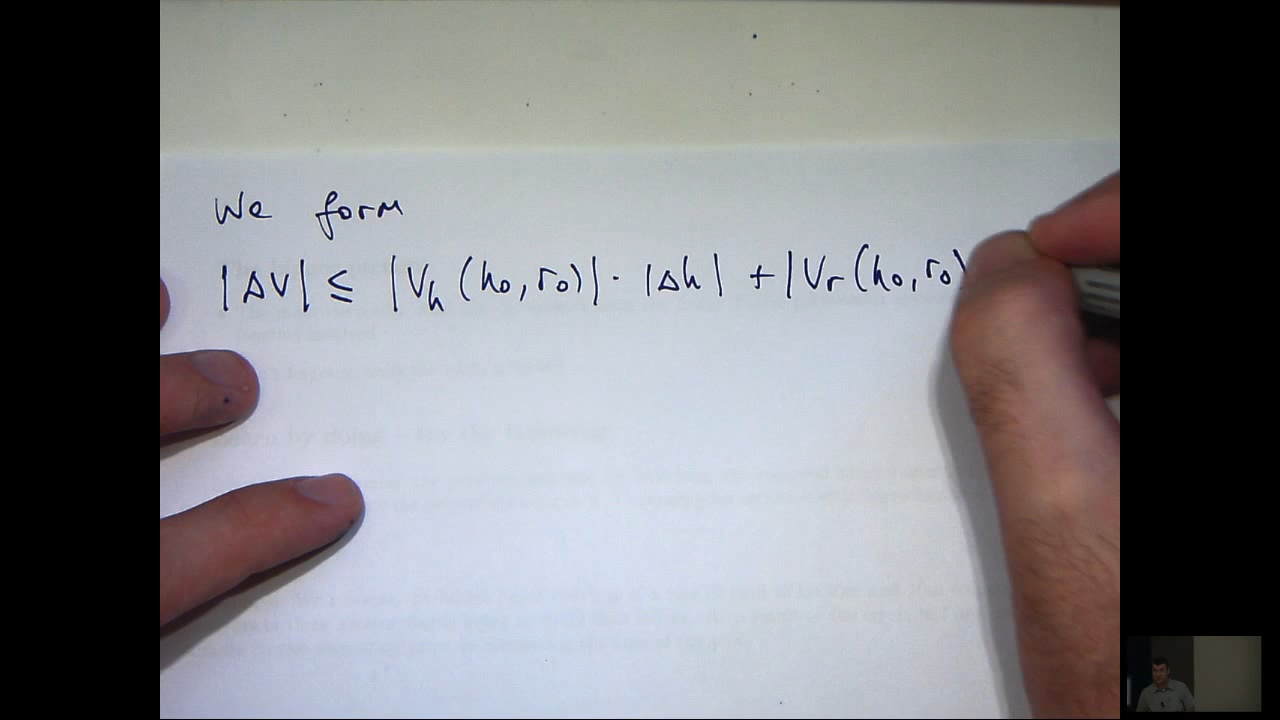 We form
|ΔV| ≤ |V_h (h₀, r₀)| · |Δh| + |V_r (h₀, r₀)